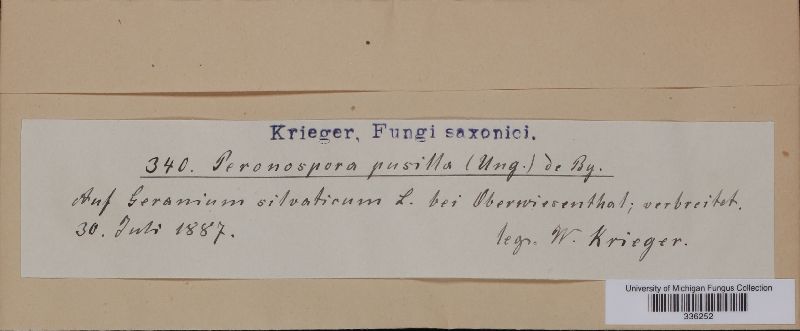 Krieger, Fungi saxonici.
340. Peronospora pusilla (Ung.) de By.
Auf Geranium silvaticum L. bei Oberwiesenthal; verbreitet.
30. Juli 1887.
leg. W. Krieger.
University of Michigan Fungus Collection
336252